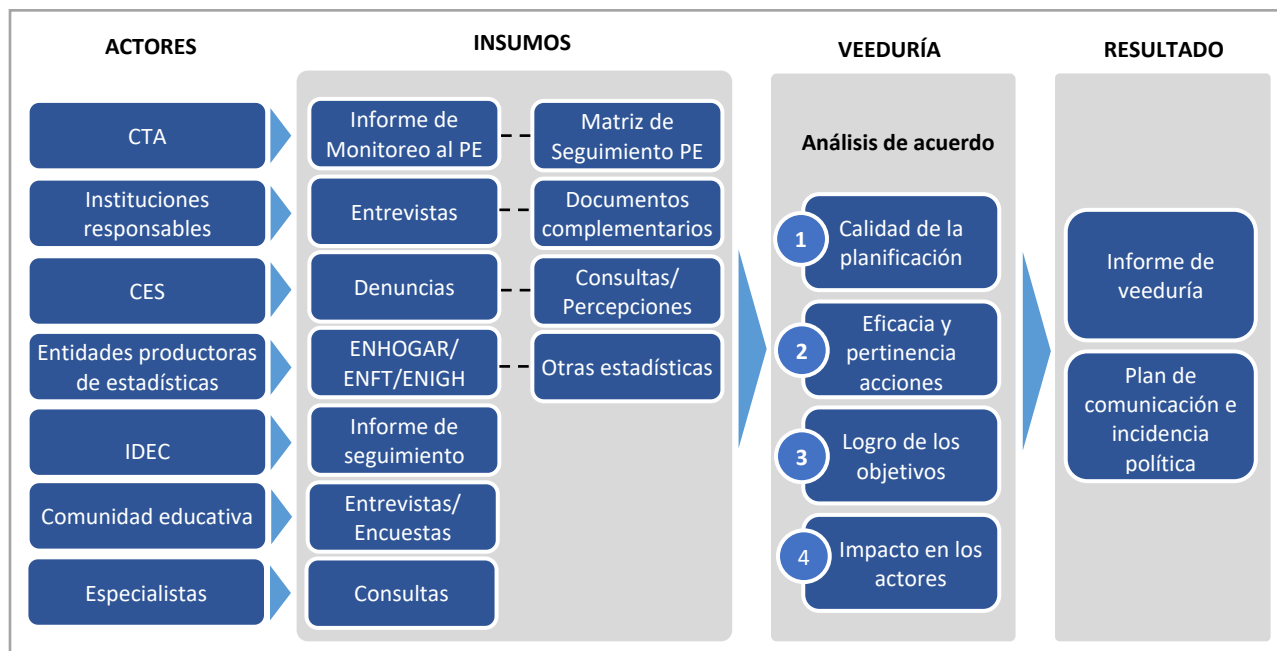 ACTORES
INSUMOS
VEEDURÍA
RESULTADO
CTA
Informe de
Monitoreo al PE
Matriz de
Seguimiento PE
Instituciones
responsables
Entrevistas
Documentos
complementarios
CES
Denuncias
Consultas/
Percepciones
Entidades productoras
de estadísticas
ENHOGAR/
ENFT/ENIGH
Otras estadísticas
IDEC
Informe de
seguimiento
Comunidad educativa
Entrevistas/
Encuestas
Especialistas
Consultas
Análisis de acuerdo
1
Calidad de la
planificación
2
Eficacia y
pertinencia
acciones
3
Logro de los
objetivos
4
Impacto en los
actores
Informe de
veeduría
Plan de
comunicación e
incidencia
política